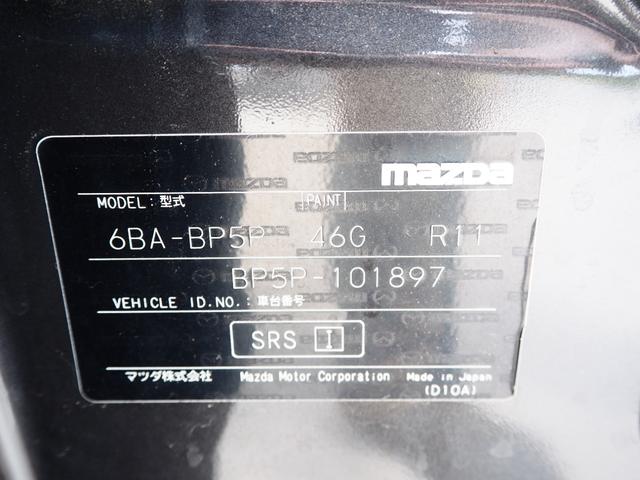 mazda
MODEL:型式 PAINT
6BA-BP5P 46G R11
BP5P-101897
VEHICLE ID.NO.:車台番号
SRS I
マツダ株式会社 Mazda Motor Corporation Made in Japan
(D10A)